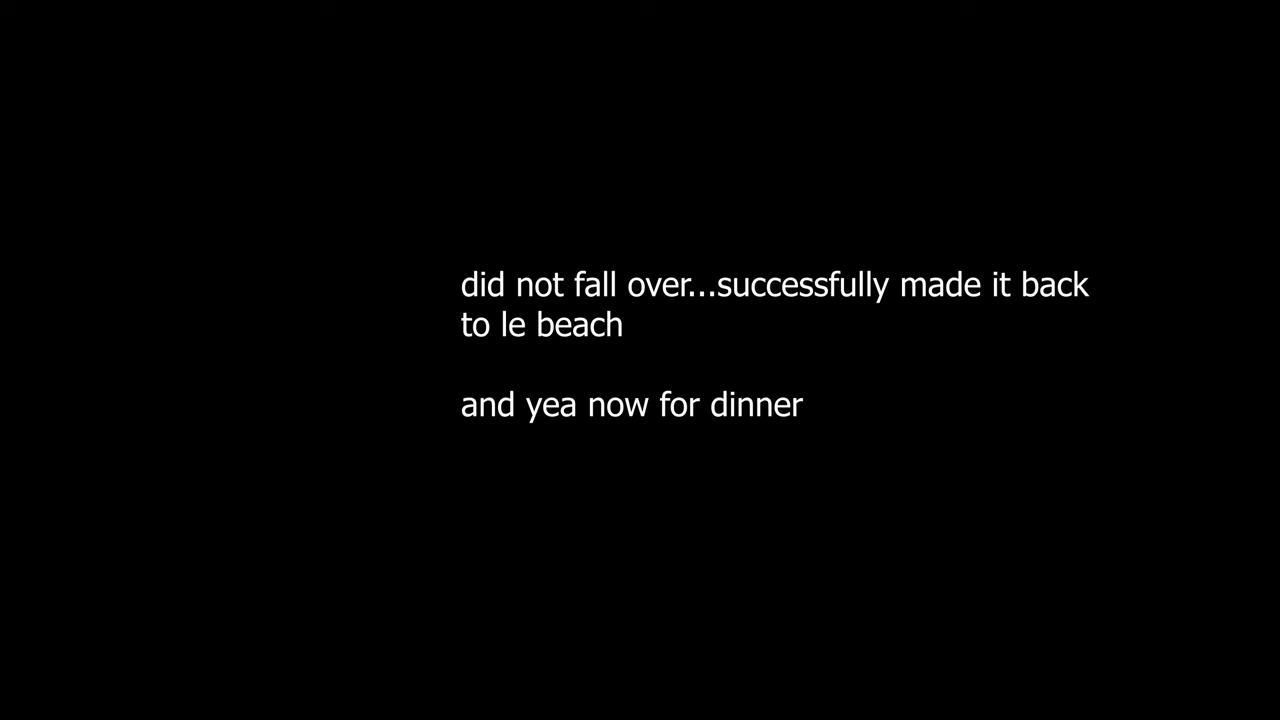 did not fall over...successfully made it back
to le beach
and yea now for dinner